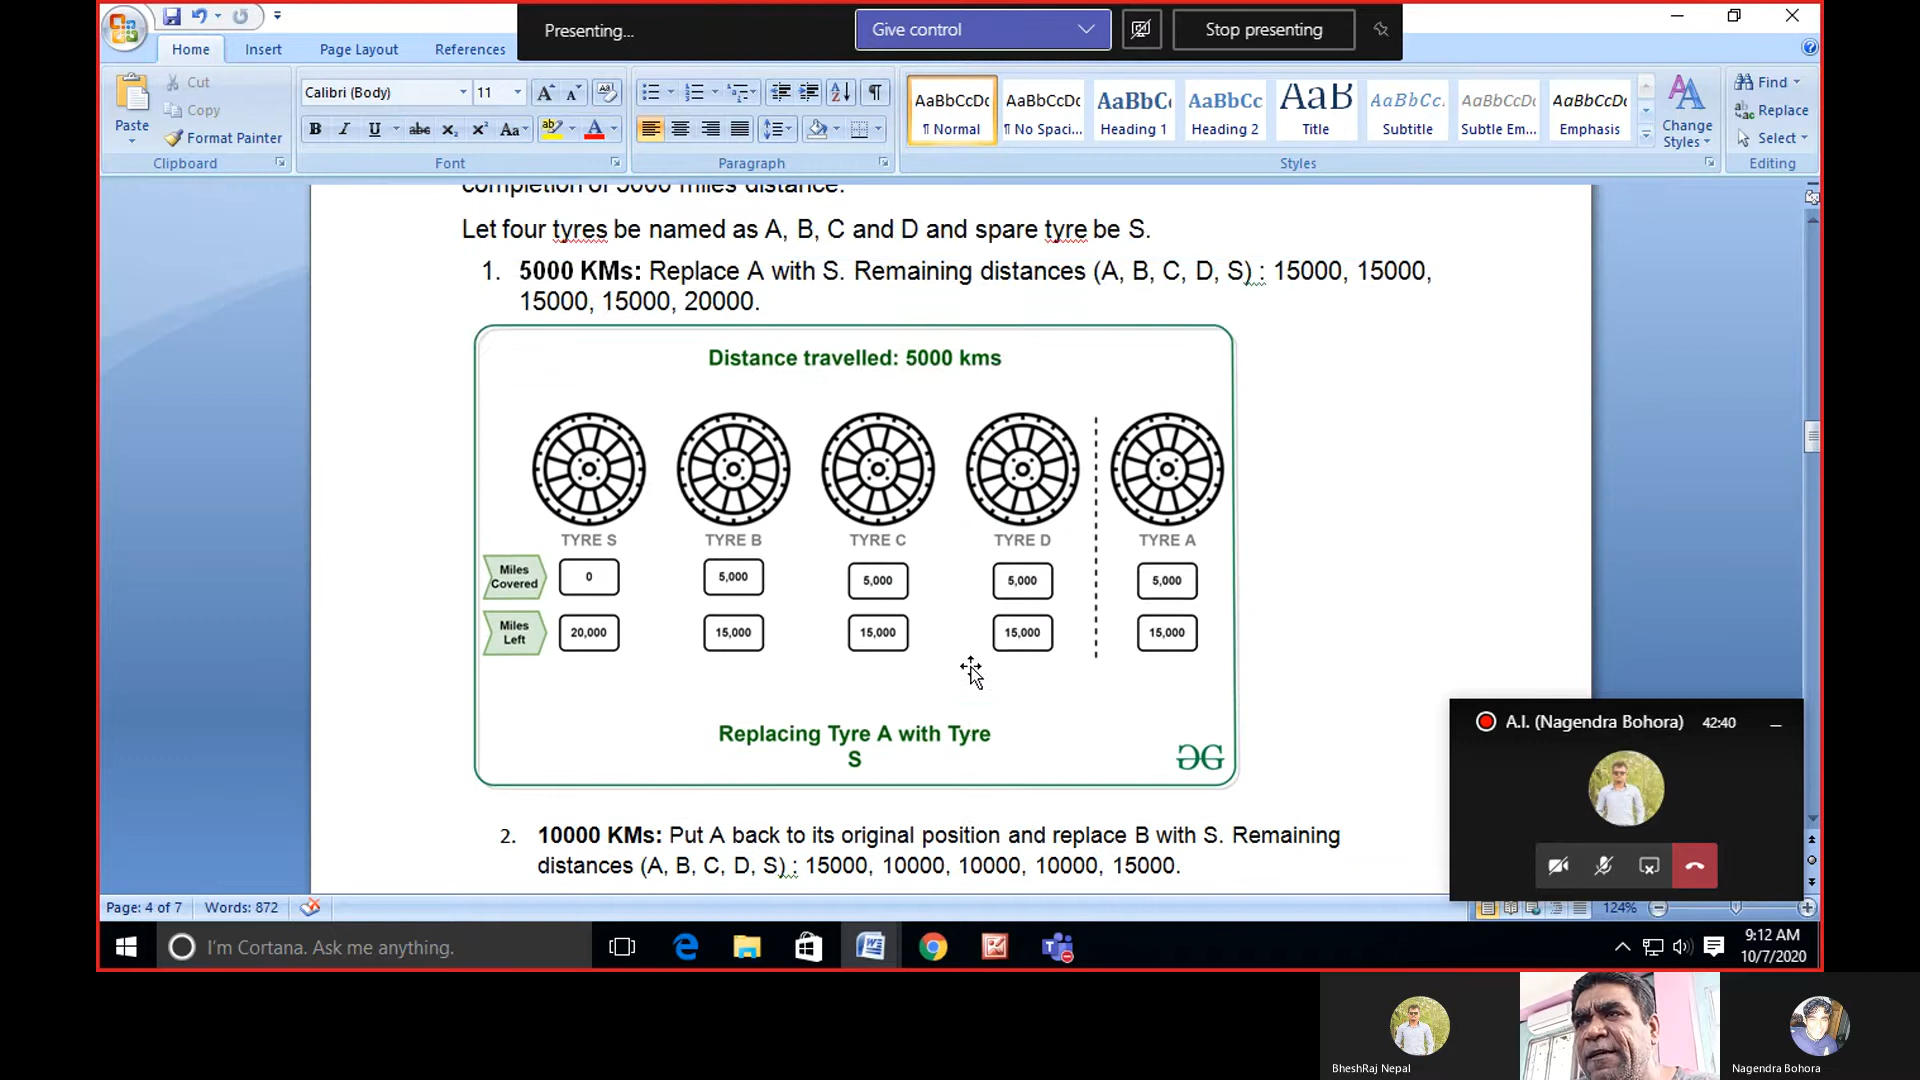 Presenting...
Give control
Stop presenting
Home
Insert
Page Layout
References
Paste
Cut
Copy
Format Painter
Clipboard
Calibri (Body)
11
Font
Paragraph
AaBbCcDc
¶ Normal
AaBbCcDc
¶ No Spaci...
AaBbC
Heading 1
AaBbCc
Heading 2
AaB
Title
AaBbCc.
Subtitle
AaBbCcDc
Subtle Em...
AaBbCcDc
Emphasis
Change
Styles
Styles
Find
Replace
Select
Editing
completion of 5000 miles distance.
Let four tyres be named as A, B, C and D and spare tyre be S.
1. 5000 KMs: Replace A with S. Remaining distances (A, B, C, D, S) : 15000, 15000,
15000, 15000, 20000.
Distance travelled: 5000 kms
TYRE S TYRE B TYRE C TYRE D TYRE A
Miles
Covered
0 5,000 5,000 5,000 5,000
Miles
Left
20,000 15,000 15,000 15,000 15,000
Replacing Tyre A with Tyre
S
2. 10000 KMs: Put A back to its original position and replace B with S. Remaining
distances (A, B, C, D, S) : 15000, 10000, 10000, 10000, 15000.
A.I. (Nagendra Bohora) 42:40
Page: 4 of 7 Words: 872
124%
I'm Cortana. Ask me anything.
9:12 AM
10/7/2020
BheshRaj Nepal
Nagendra Bohora